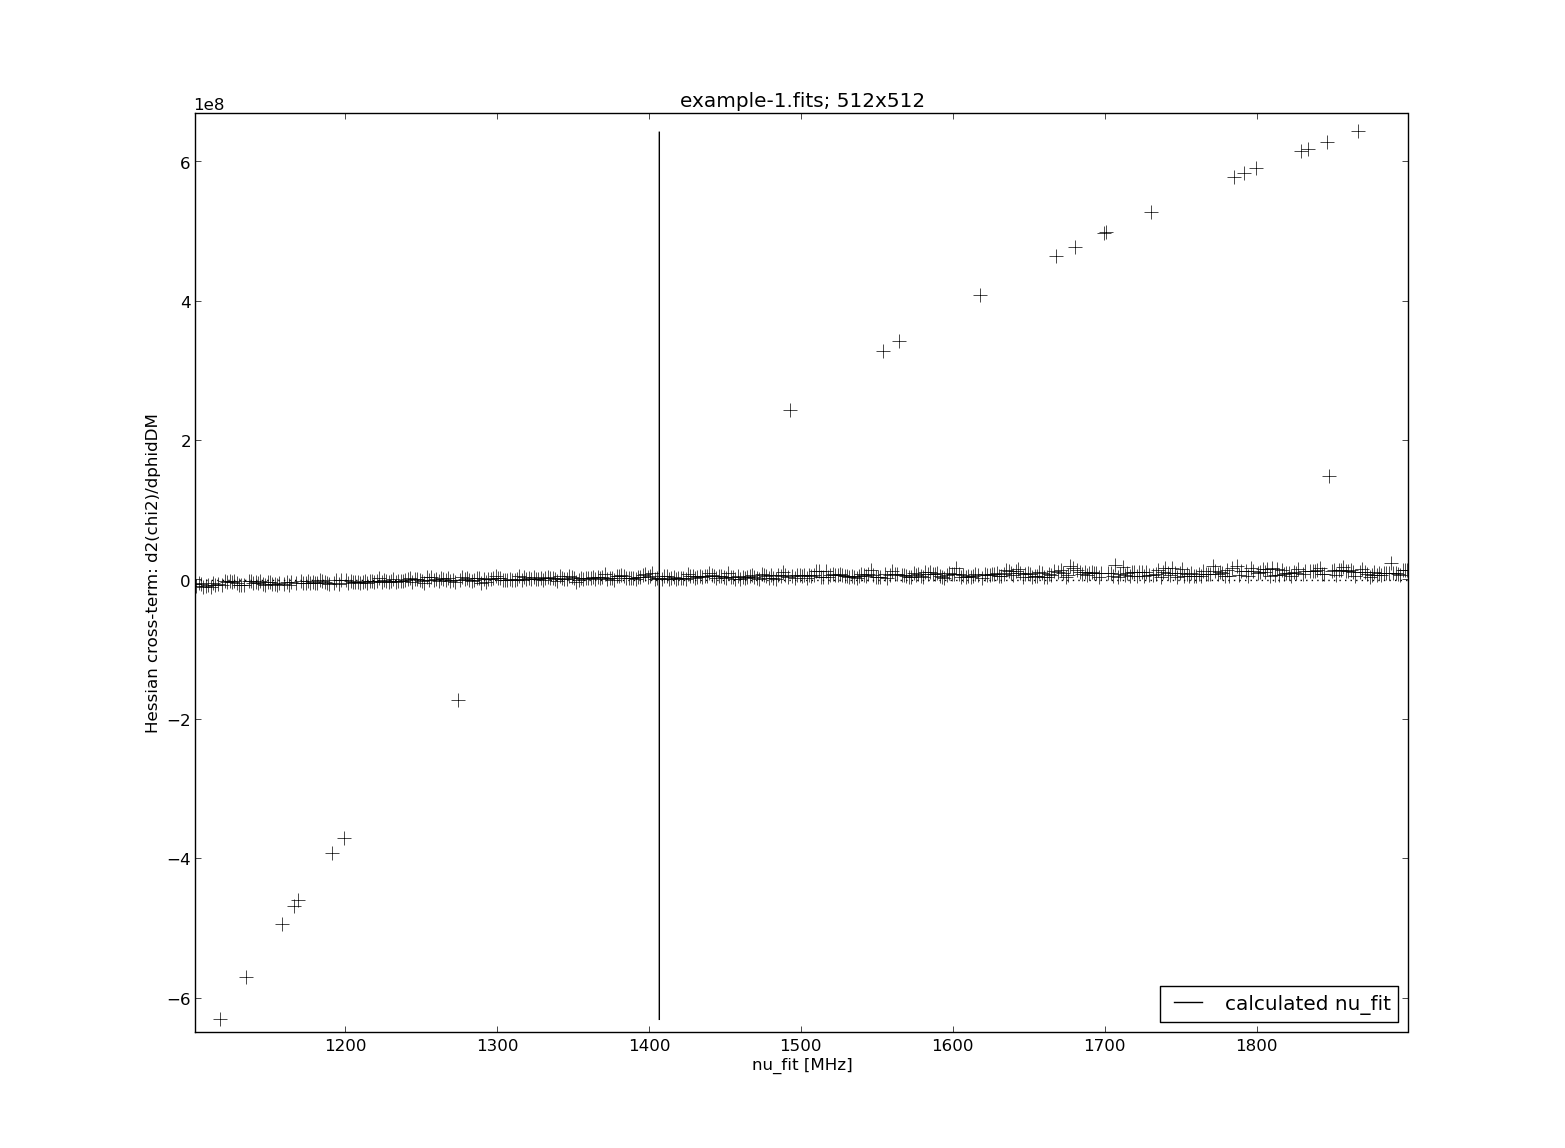 example-1.fits; 512x512
1e8
6
4
2
0
−2
−4
−6
Hessian cross-term: d2(chi2)/dphidDM
1200 1300 1400 1500 1600 1700 1800
nu_fit [MHz]
calculated nu_fit